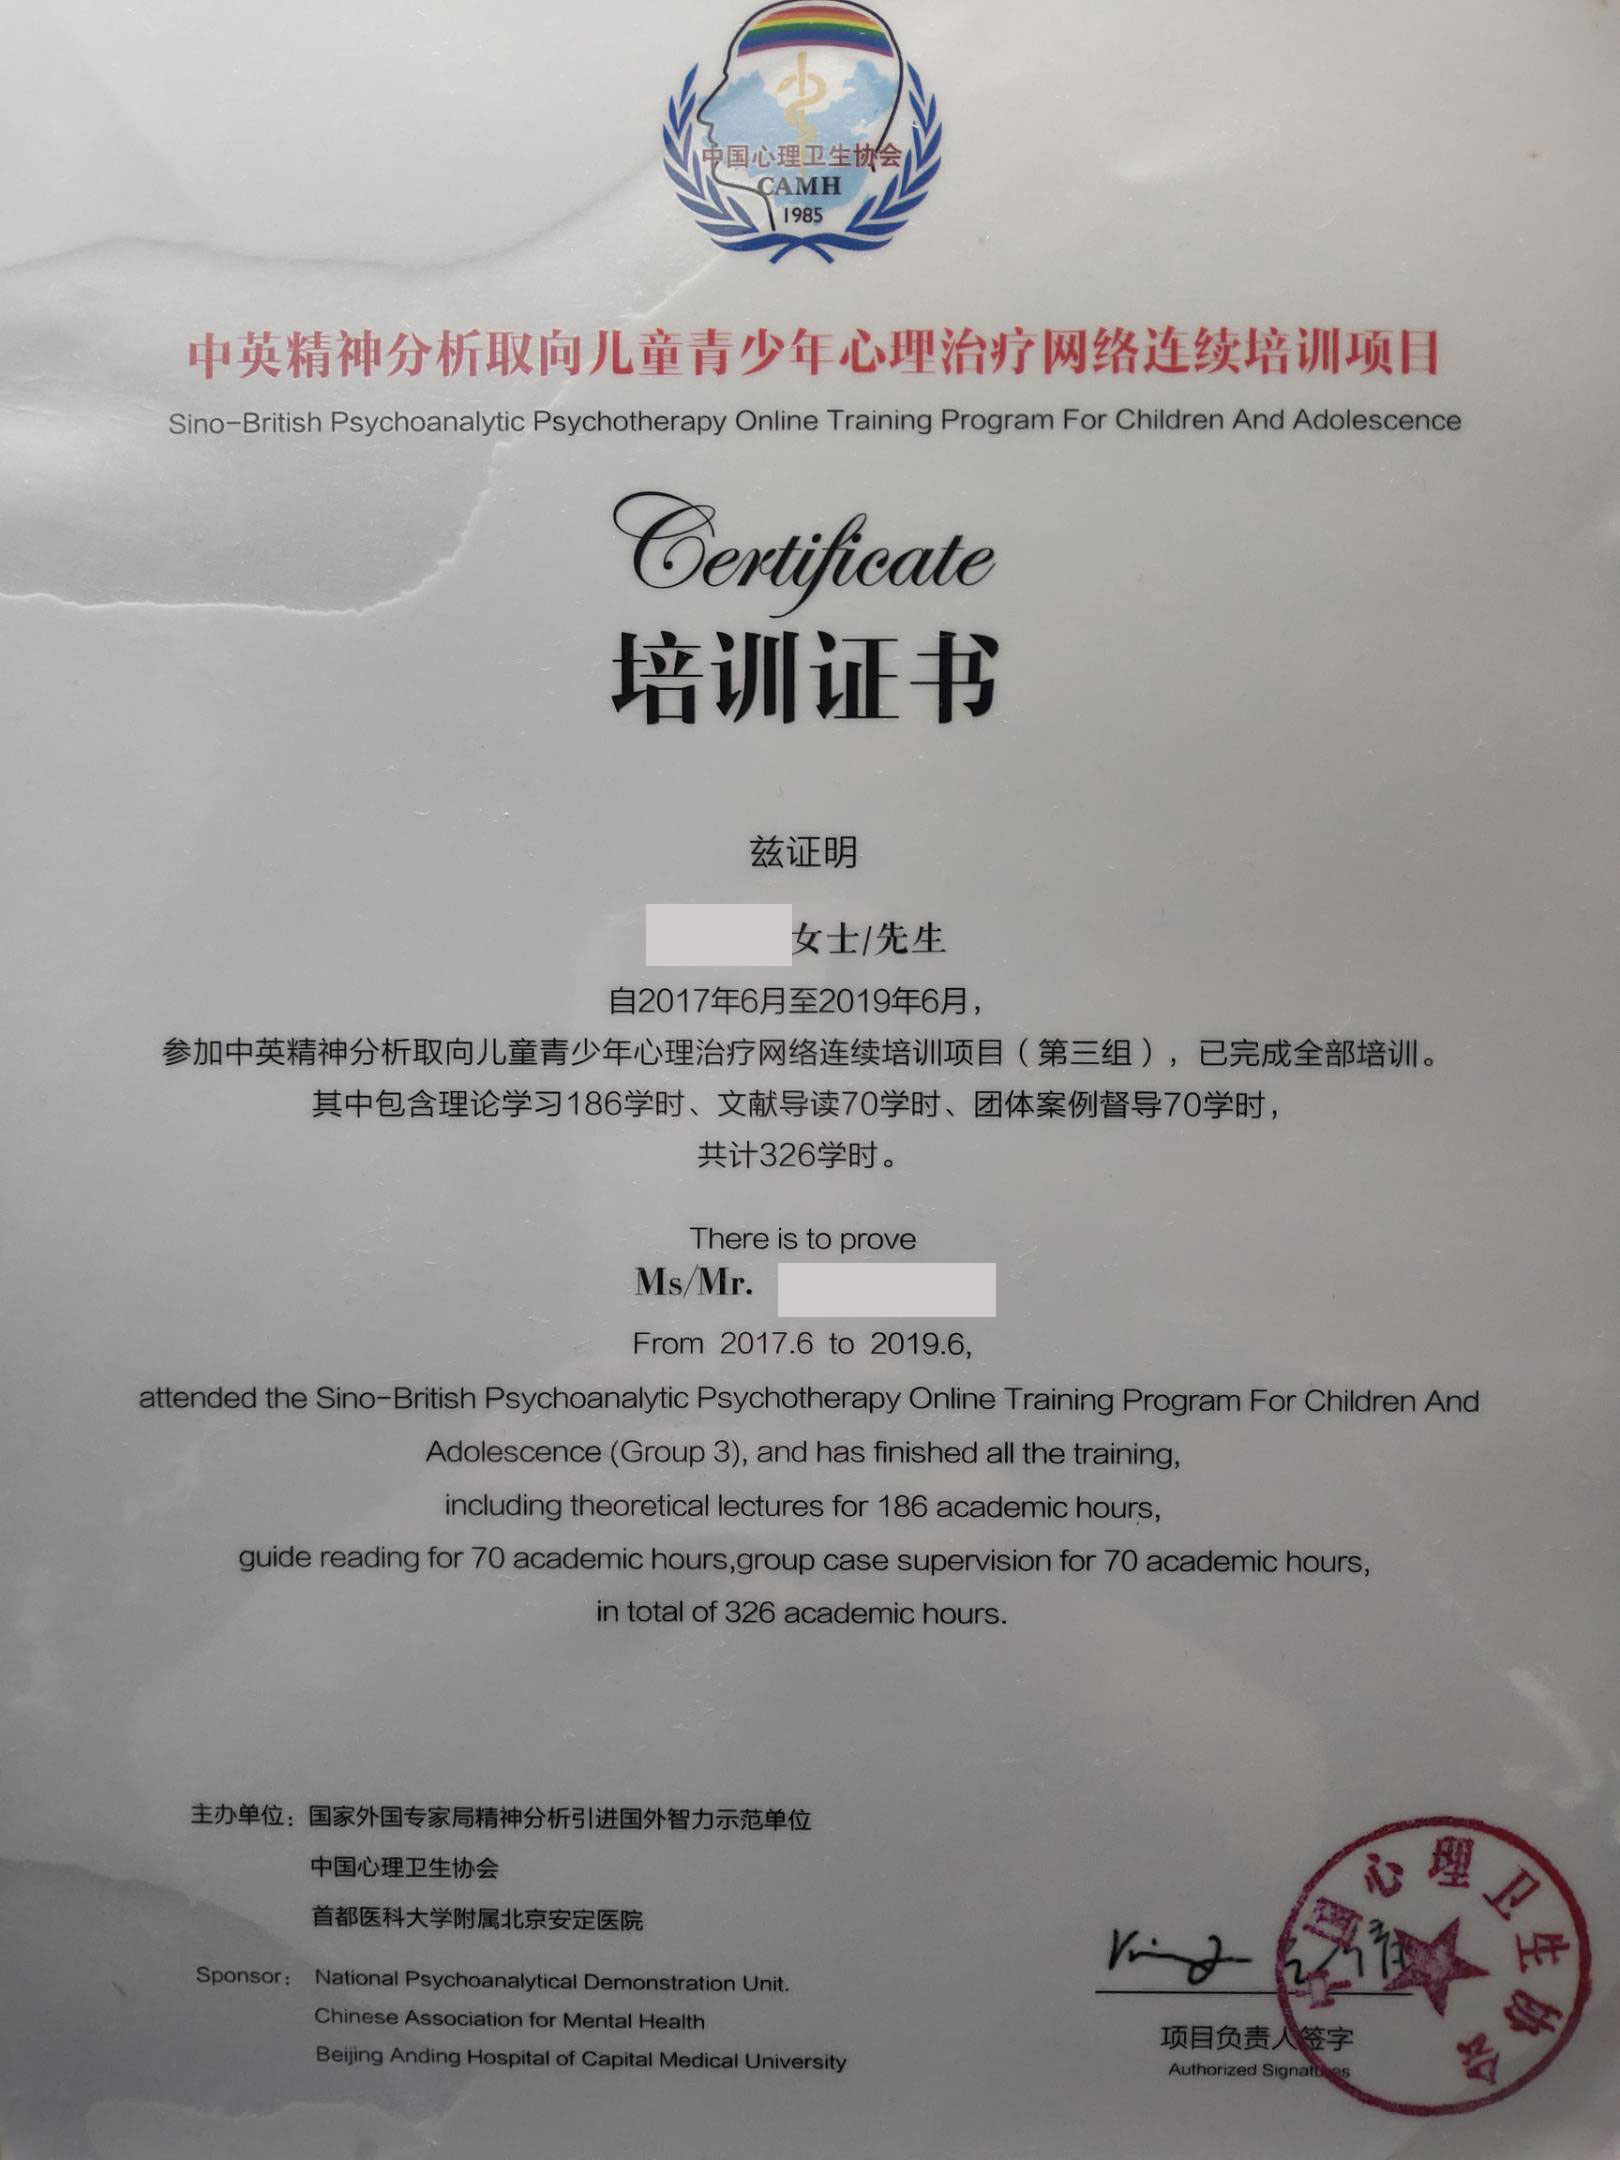 中国心理卫生协会
CAMH
1985
中英精神分析取向儿童青少年心理治疗网络连续培训项目
Sino-British Psychoanalytic Psychotherapy Online Training Program For Children And Adolescence
Certificate
培训证书
兹证明
女士/先生
自2017年6月至2019年6月，
参加中英精神分析取向儿童青少年心理治疗网络连续培训项目（第三组），已完成全部培训。
其中包含理论学习186学时、文献导读70学时、团体案例督导70学时，
共计326学时。
There is to prove
Ms/Mr.
From 2017.6 to 2019.6,
attended the Sino-British Psychoanalytic Psychotherapy Online Training Program For Children And
Adolescence (Group 3), and has finished all the training,
including theoretical lectures for 186 academic hours,
guide reading for 70 academic hours,group case supervision for 70 academic hours,
in total of 326 academic hours.
主办单位：国家外国专家局精神分析引进国外智力示范单位
中国心理卫生协会
首都医科大学附属北京安定医院
Sponsor： National Psychoanalytical Demonstration Unit.
Chinese Association for Mental Health
Beijing Anding Hospital of Capital Medical University
中国心理卫生协会
项目负责人签字
Authorized Signatures